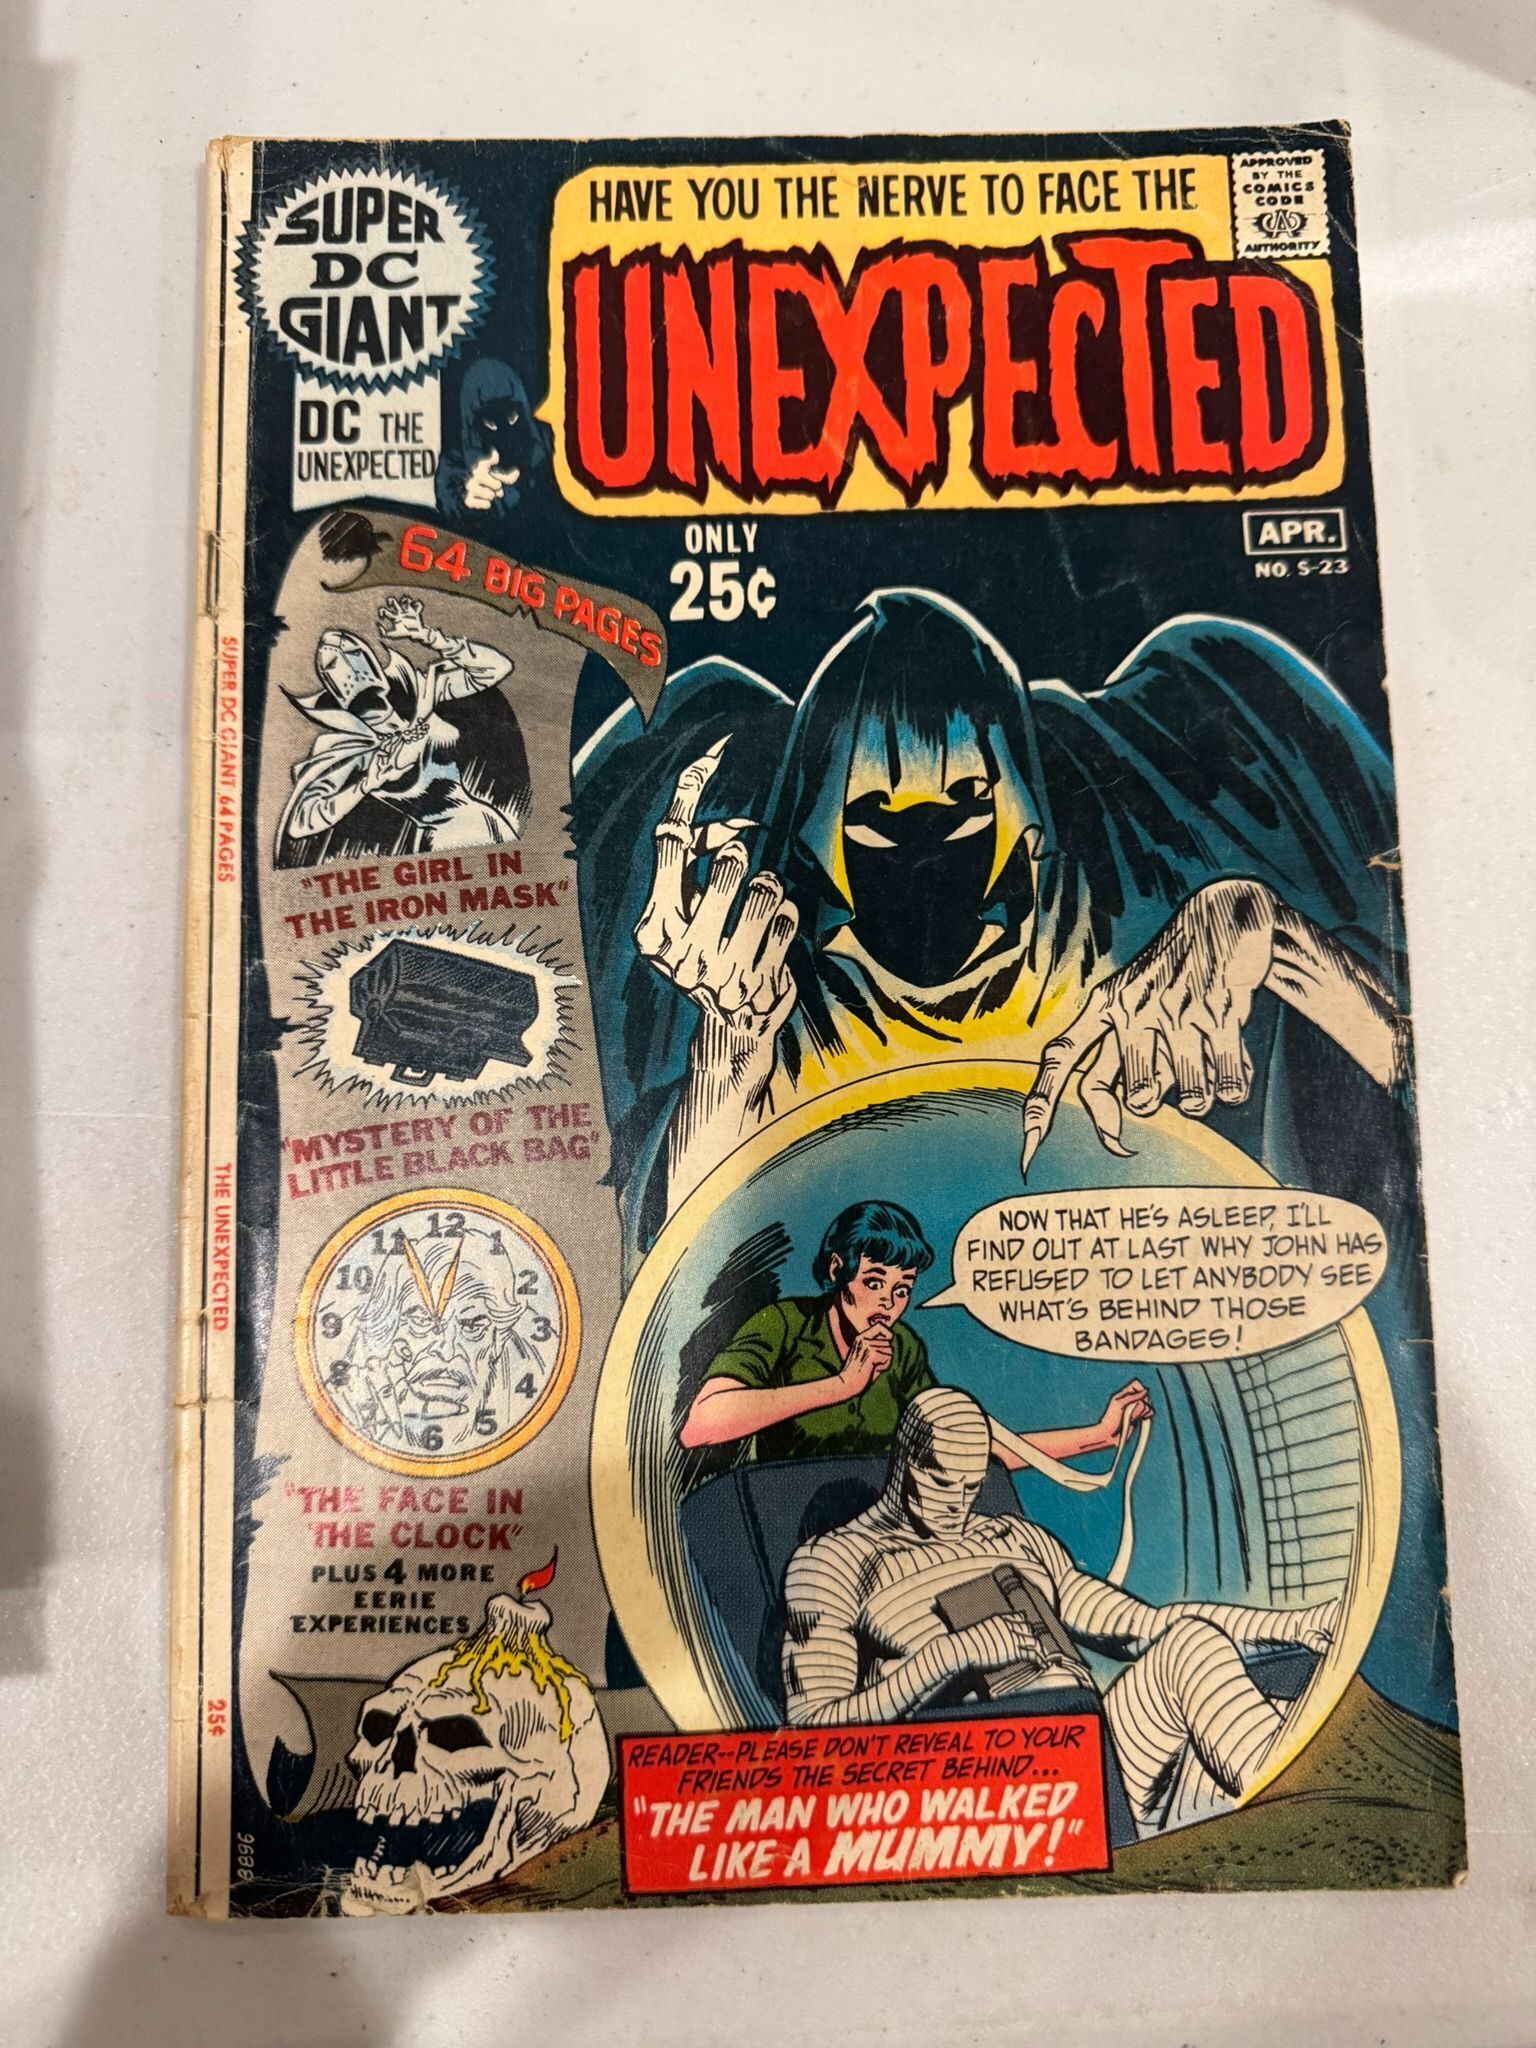 SUPER
DC
GIANT
DC THE
UNEXPECTED
HAVE YOU THE NERVE TO FACE THE
UNEXPECTED
APPROVED
BY THE
COMICS
CODE
CA
AUTHORITY
ONLY
25¢
APR.
NO. S-23
64 BIG PAGES
"THE GIRL IN
THE IRON MASK"
"MYSTERY OF THE
LITTLE BLACK BAG"
11 12 1
10 2
9 3
8 4
7 6 5
"THE FACE IN
THE CLOCK"
PLUS 4 MORE
EERIE
EXPERIENCES
NOW THAT HE'S ASLEEP, I'LL
FIND OUT AT LAST WHY JOHN HAS
REFUSED TO LET ANYBODY SEE
WHAT'S BEHIND THOSE
BANDAGES!
READER--PLEASE DON'T REVEAL TO YOUR
FRIENDS THE SECRET BEHIND...
"THE MAN WHO WALKED
LIKE A MUMMY!"
8896
SUPER DC GIANT 64 PAGES
THE UNEXPECTED
25¢